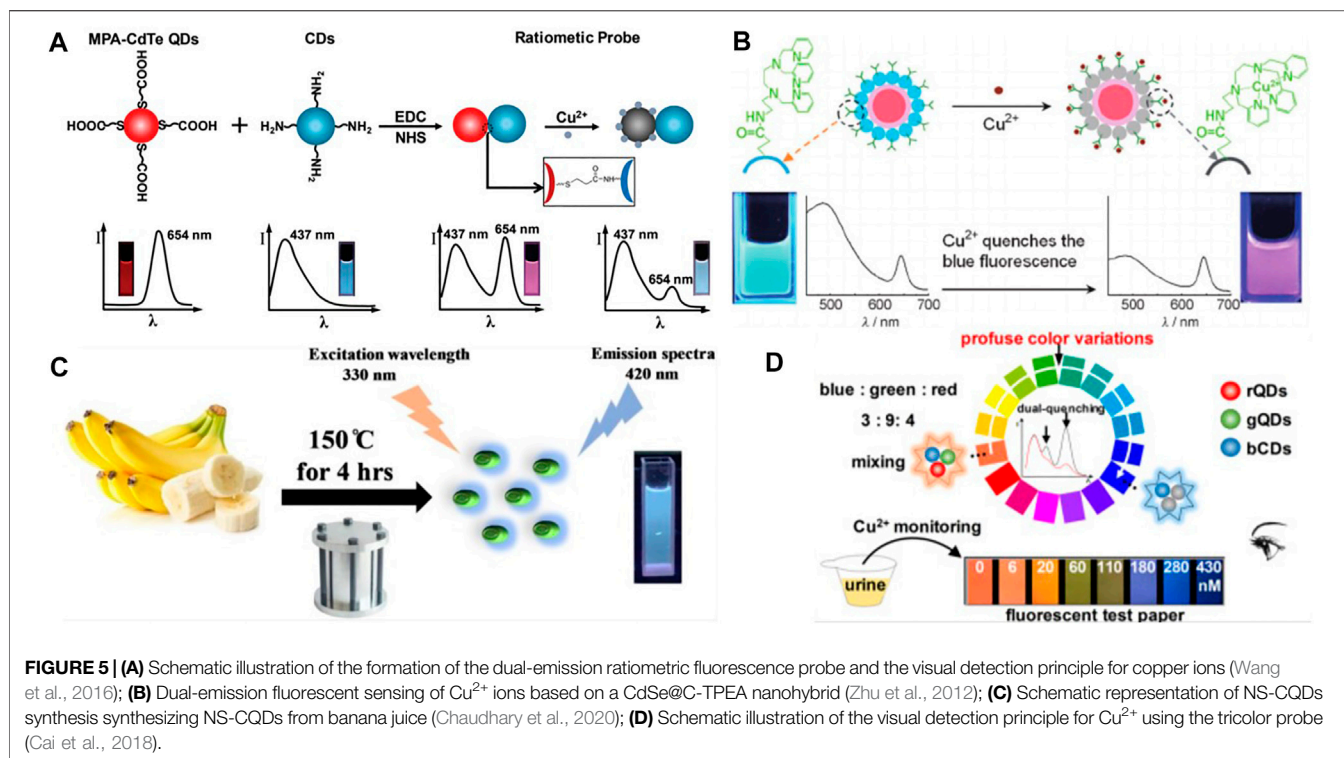 A
MPA-CdTe QDs
CDs
Ratiometic Probe
HOOC
HOOC
S
S
COOH
S
COOH
+
NH₂
H₂N
NH₂
NH₂
EDC
NHS
Cu²⁺
S
O
NH
I
654 nm
λ
I
437 nm
λ
I
437 nm
654 nm
λ
I
437 nm
654 nm
λ
B
N
N
N
N
N
HN
O
Cu²⁺
N
N
N
N
Cu²⁺
N
HN
O
500
600
700
λ / nm
Cu²⁺ quenches the
blue fluorescence
500
600
700
λ / nm
C
Excitation wavelength
330 nm
Emission spectra
420 nm
150℃
for 4 hrs
D
profuse color variations
blue : green : red
3 : 9: 4
mixing
dual-quenching
rQDs
gQDs
bCDs
Cu²⁺ monitoring
urine
0 6 20 60 110 180 280 430
nM
fluorescent test paper
FIGURE 5 | (A) Schematic illustration of the formation of the dual-emission ratiometric fluorescence probe and the visual detection principle for copper ions (Wang
et al., 2016); (B) Dual-emission fluorescent sensing of Cu²⁺ ions based on a CdSe@C-TPEA nanohybrid (Zhu et al., 2012); (C) Schematic representation of NS-CQDs
synthesis synthesizing NS-CQDs from banana juice (Chaudhary et al., 2020); (D) Schematic illustration of the visual detection principle for Cu²⁺ using the tricolor probe
(Cai et al., 2018).